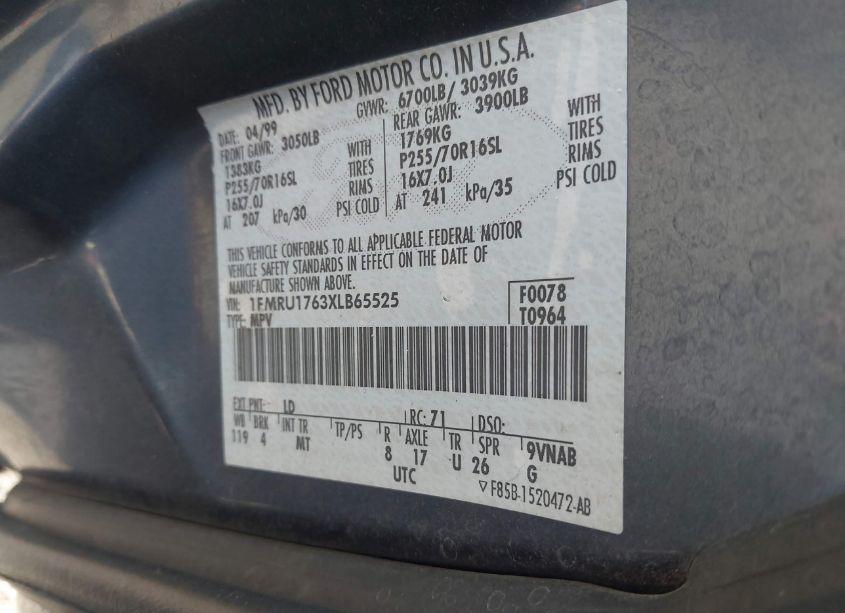 MFD. BY FORD MOTOR CO. IN U.S.A.
DATE: 04/99 GVWR: 6700LB/ 3039KG
FRONT GAWR: 3050LB REAR GAWR: 3900LB
1383KG WITH 1769KG WITH
P255/70R16SL TIRES P255/70R16SL TIRES
16X7.0J RIMS 16X7.0J RIMS
AT 207 kPa/30 PSI COLD AT 241 kPa/35 PSI COLD
THIS VEHICLE CONFORMS TO ALL APPLICABLE FEDERAL MOTOR
VEHICLE SAFETY STANDARDS IN EFFECT ON THE DATE OF
MANUFACTURE SHOWN ABOVE.
VIN: 1FMRU1763XLB65525 F0078
TYPE: MPV T0964
EXT PNT: LD RC: 71 DSO:
WB BRK INT TR TP/PS R AXLE TR SPR 9VNAB
119 4 MT 8 17 U 26 G
UTC
▽F85B-1520472-AB